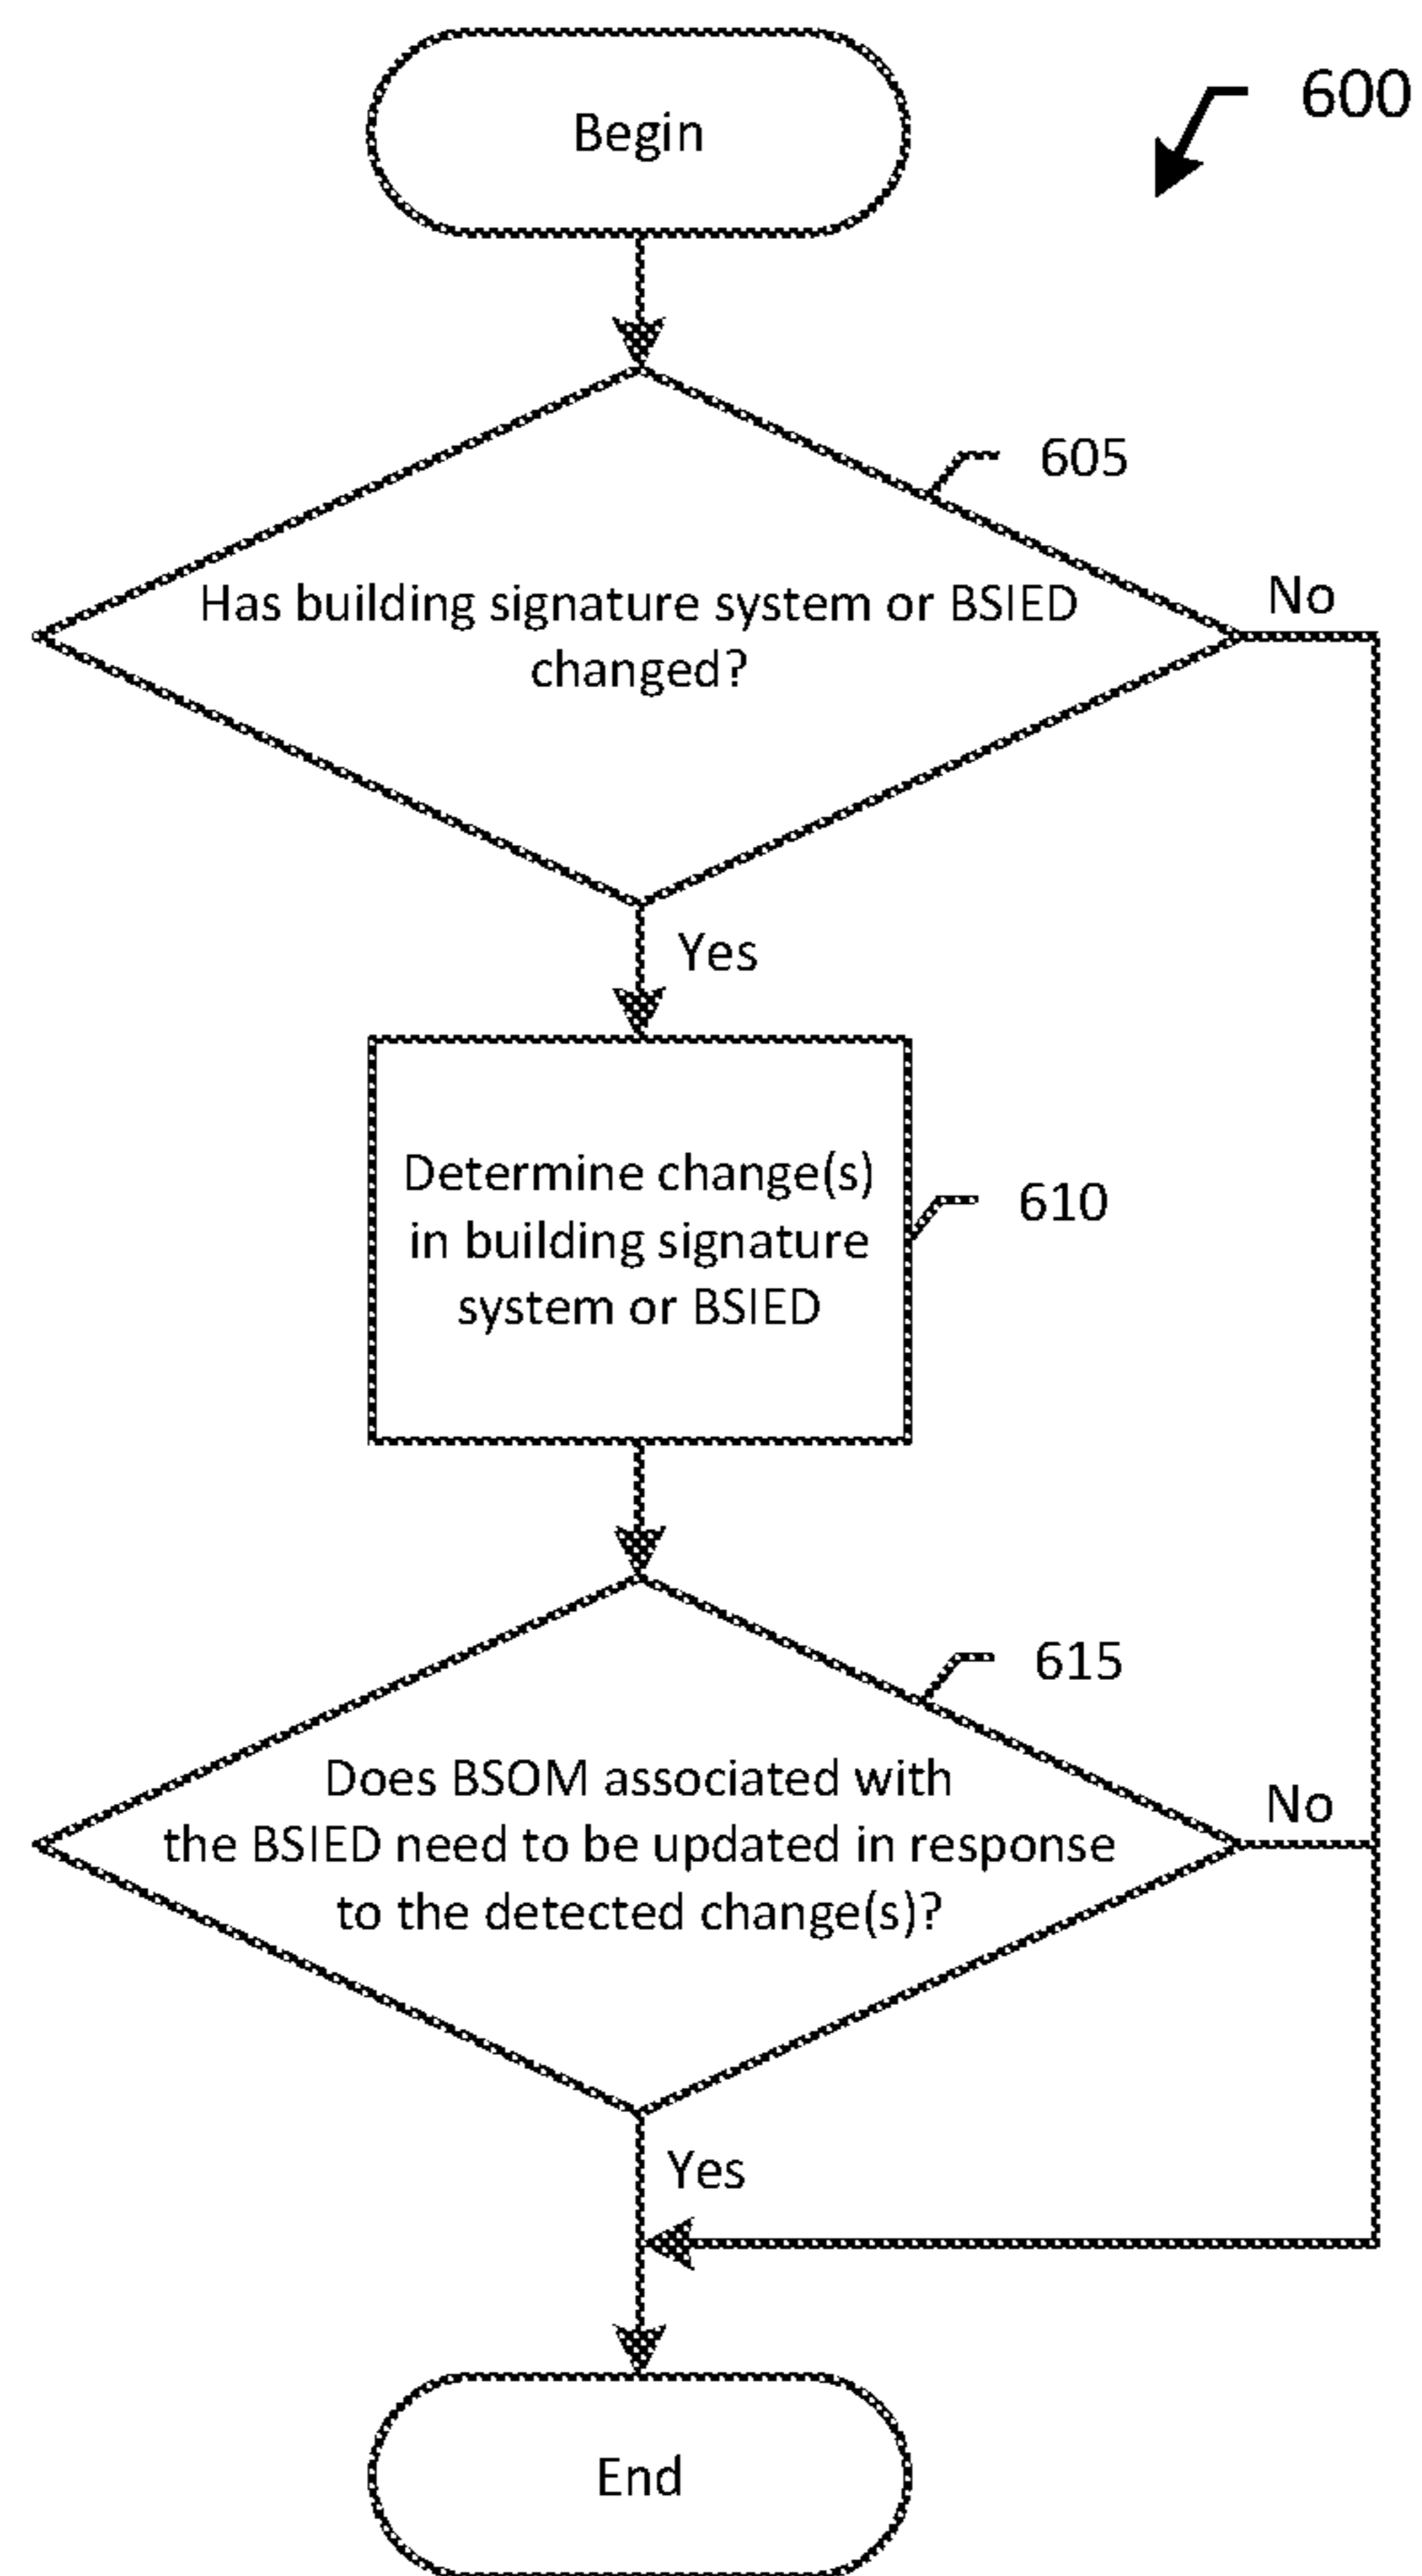 Begin
600
605
Has building signature system or BSIED
changed?
No
Yes
Determine change(s)
in building signature
system or BSIED
610
615
Does BSOM associated with
the BSIED need to be updated in response
to the detected change(s)?
No
Yes
End